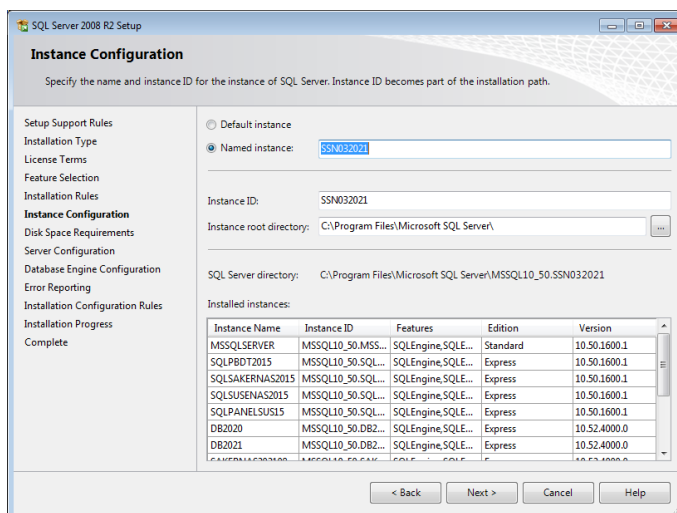 SQL Server 2008 R2 Setup
Instance Configuration
Specify the name and instance ID for the instance of SQL Server. Instance ID becomes part of the installation path.
Setup Support Rules
Installation Type
License Terms
Feature Selection
Installation Rules
Instance Configuration
Disk Space Requirements
Server Configuration
Database Engine Configuration
Error Reporting
Installation Configuration Rules
Installation Progress
Complete
Default instance
Named instance: SSN032021
Instance ID: SSN032021
Instance root directory: C:\Program Files\Microsoft SQL Server\ ...
SQL Server directory: C:\Program Files\Microsoft SQL Server\MSSQL10_50.SSN032021
Installed instances:
Instance Name Instance ID Features Edition Version
MSSQLSERVER MSSQL10_50.MSS... SQLEngine,SQLE... Standard 10.50.1600.1
SQLPBDT2015 MSSQL10_50.SQL... SQLEngine,SQLE... Express 10.50.1600.1
SQLSAKERNAS2015 MSSQL10_50.SQL... SQLEngine,SQLE... Express 10.50.1600.1
SQLSUSENAS2015 MSSQL10_50.SQL... SQLEngine,SQLE... Express 10.50.1600.1
SQLPANELSUS15 MSSQL10_50.SQL... SQLEngine,SQLE... Express 10.50.1600.1
DB2020 MSSQL10_50.DB2... SQLEngine,SQLE... Express 10.52.4000.0
DB2021 MSSQL10_50.DB2... SQLEngine,SQLE... Express 10.52.4000.0
< Back Next > Cancel Help